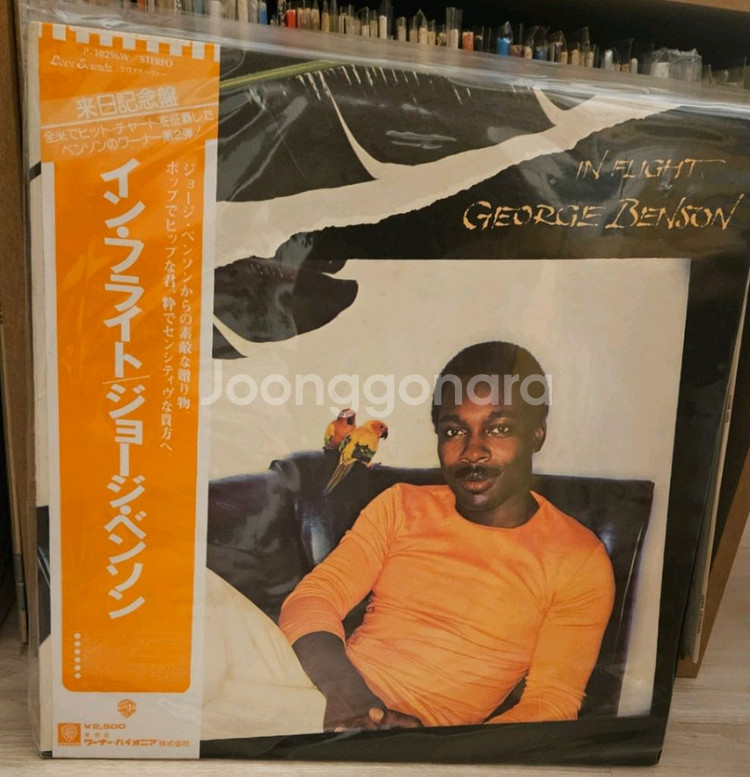 P-10296W STEREO
Love Sounds
来日記念盤
全米でヒット・チャートを征覇した
ベンソンのワーナー第2弾!
イン・フライト/ジョージ・ベンソン
ジョージ・ベンソンからの素敵な贈り物
ポップでヒップな君、粋でセンシティヴな貴方へ
IN FLIGHT
GEORGE BENSON
Joonggonara
¥2,500
ワーナー・パイオニア株式会社